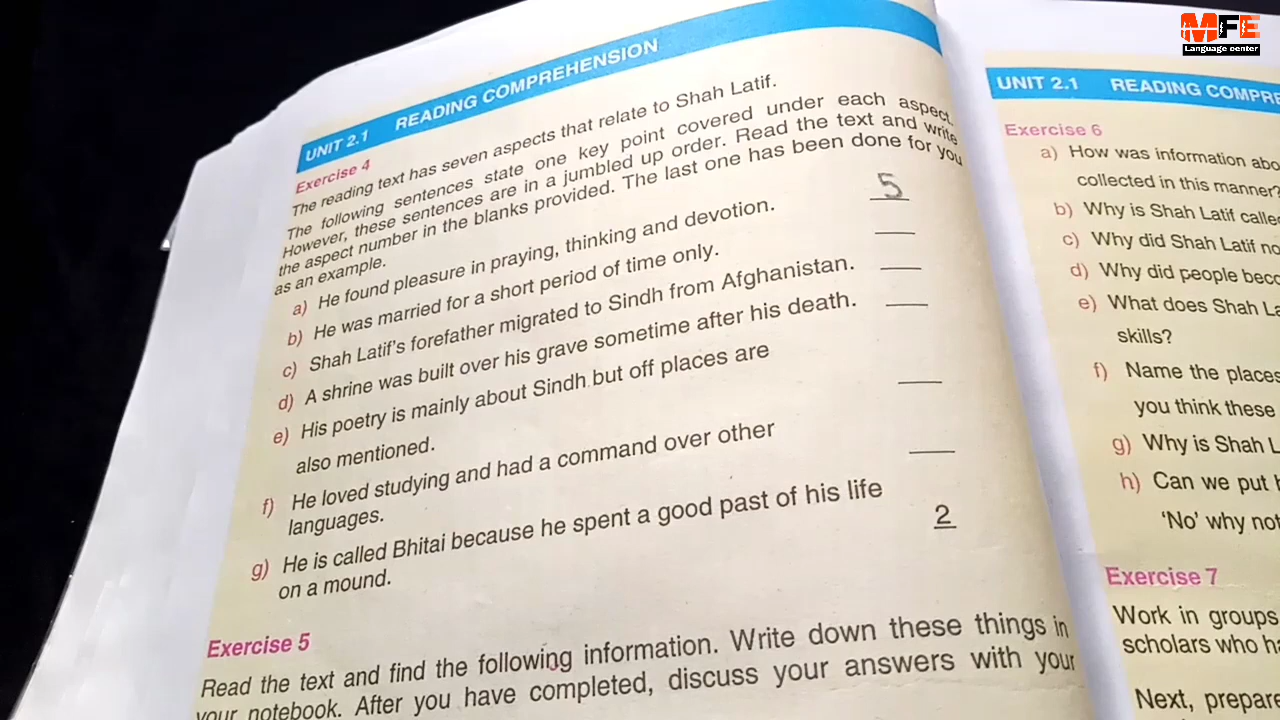 MFE
Language center
UNIT 2.1 READING COMPREHENSION
Exercise 4
The reading text has seven aspects that relate to Shah Latif.
The following sentences state one key point covered under each aspect.
However, these sentences are in a jumbled up order. Read the text and write
the aspect number in the blanks provided. The last one has been done for you
as an example.
a) He found pleasure in praying, thinking and devotion. 5
b) He was married for a short period of time only.
c) Shah Latif's forefather migrated to Sindh from Afghanistan.
d) A shrine was built over his grave sometime after his death.
e) His poetry is mainly about Sindh but off places are
also mentioned.
f) He loved studying and had a command over other
languages.
g) He is called Bhitai because he spent a good past of his life
on a mound. 2
Exercise 5
Read the text and find the following information. Write down these things in
your notebook. After you have completed, discuss your answers with your
UNIT 2.1 READING COMPRE
Exercise 6
a) How was information abo
collected in this manner?
b) Why is Shah Latif calle
c) Why did Shah Latif no
d) Why did people beco
e) What does Shah La
skills?
f) Name the places
you think these
g) Why is Shah L
h) Can we put h
'No' why not
Exercise 7
Work in groups
scholars who ha
Next, prepare